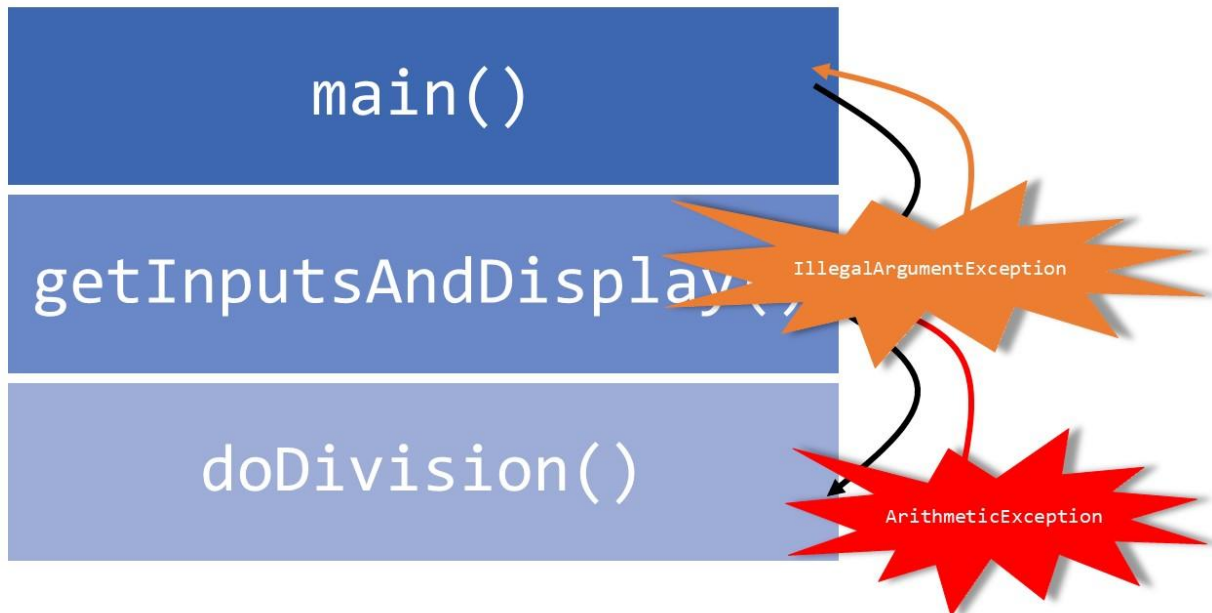 main()
getInputsAndDisplay()
IllegalArgumentException
doDivision()
ArithmeticException